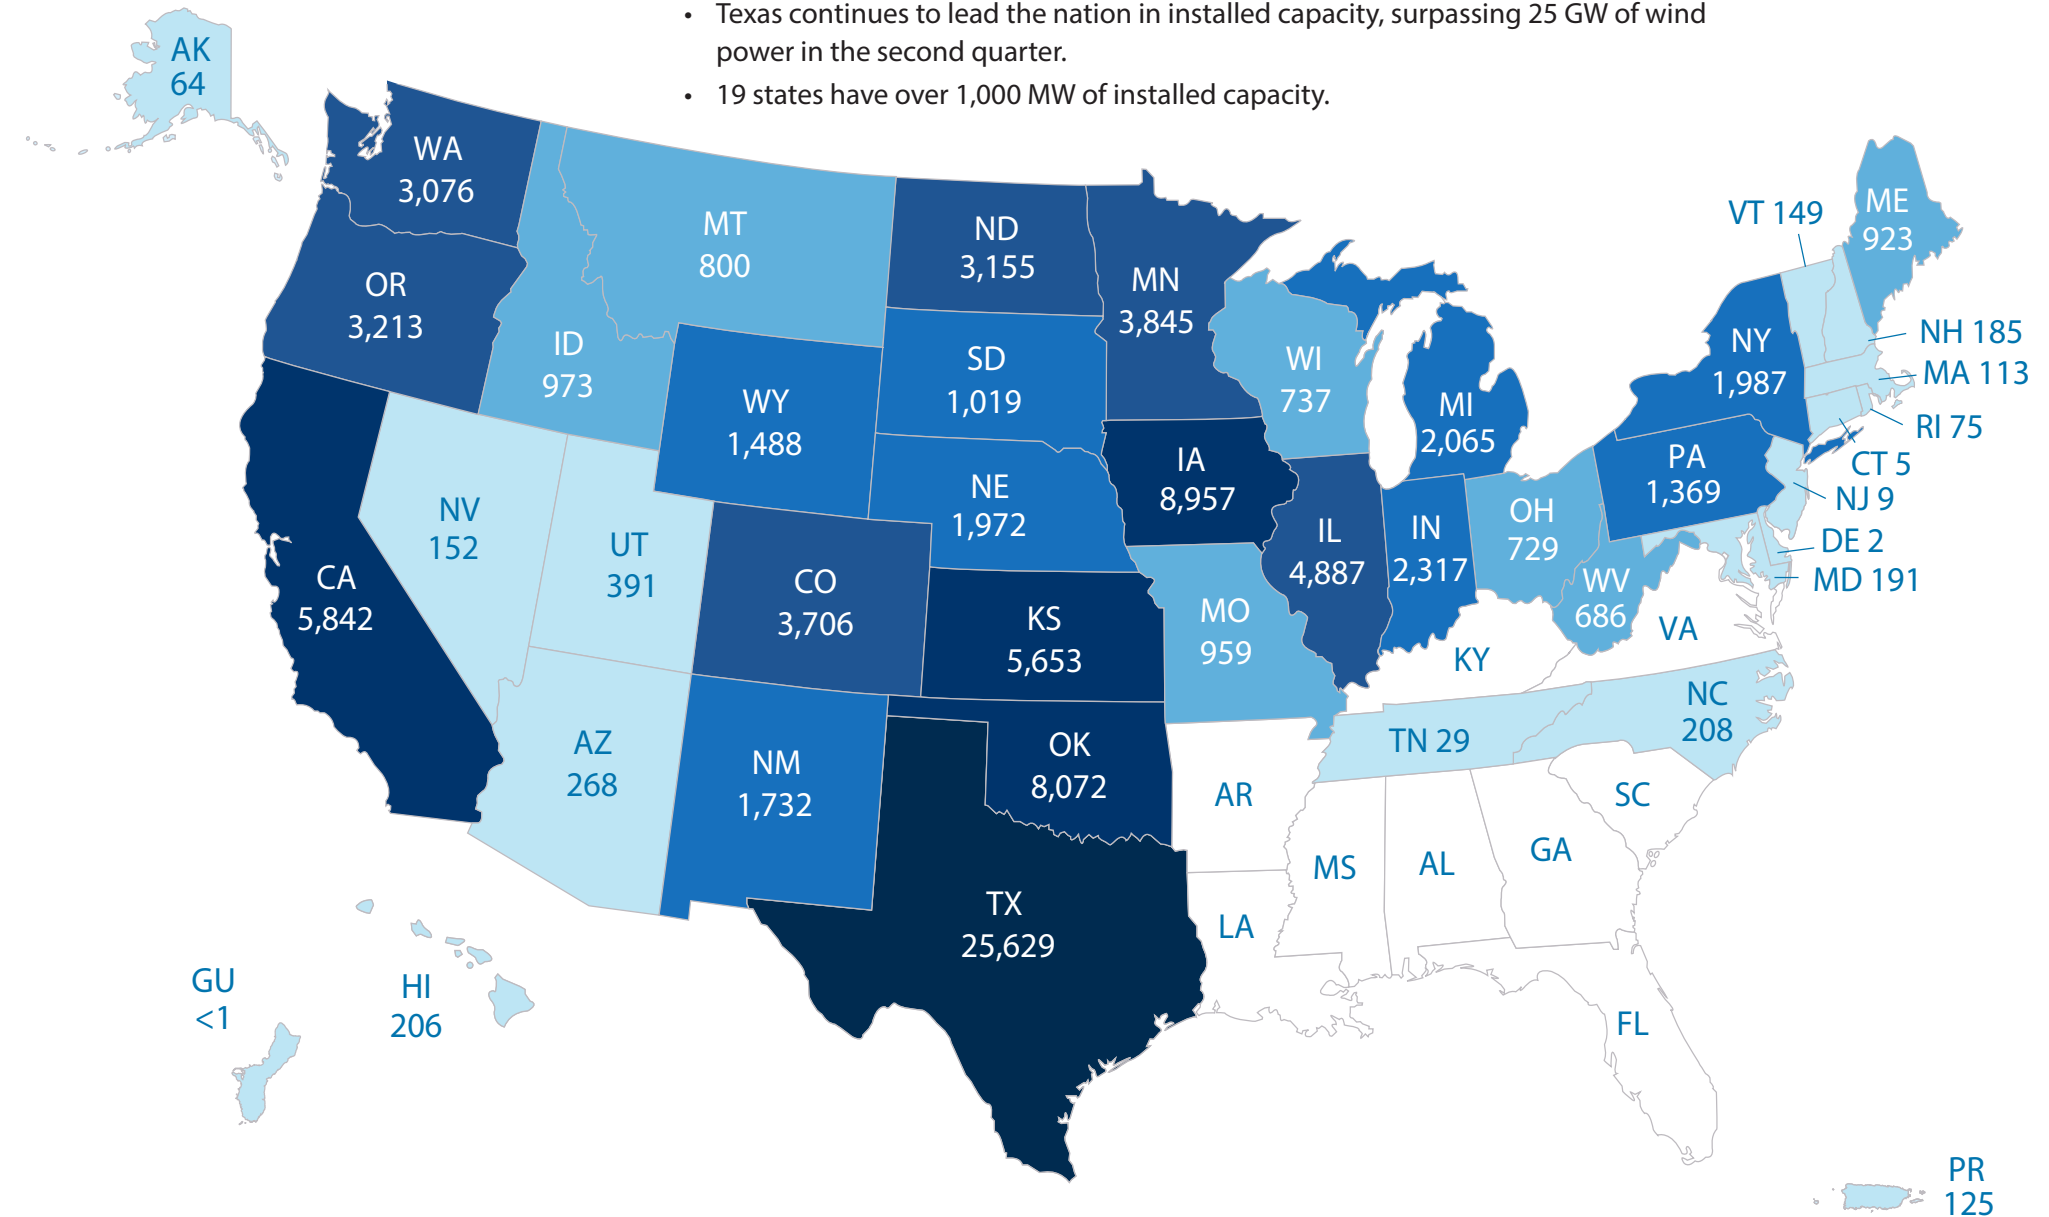 • Texas continues to lead the nation in installed capacity, surpassing 25 GW of wind
power in the second quarter.
• 19 states have over 1,000 MW of installed capacity.
AK
64
WA
3,076
OR
3,213
CA
5,842
MT
800
ID
973
NV
152
UT
391
AZ
268
WY
1,488
CO
3,706
NM
1,732
ND
3,155
SD
1,019
NE
1,972
KS
5,653
OK
8,072
TX
25,629
MN
3,845
IA
8,957
MO
959
AR
LA
WI
737
IL
4,887
MI
2,065
IN
2,317
OH
729
KY
TN 29
MS
AL
GA
FL
SC
NC
208
VA
WV
686
PA
1,369
NY
1,987
VT 149
ME
923
NH 185
MA 113
RI 75
CT 5
NJ 9
DE 2
MD 191
GU
<1
HI
206
PR
125